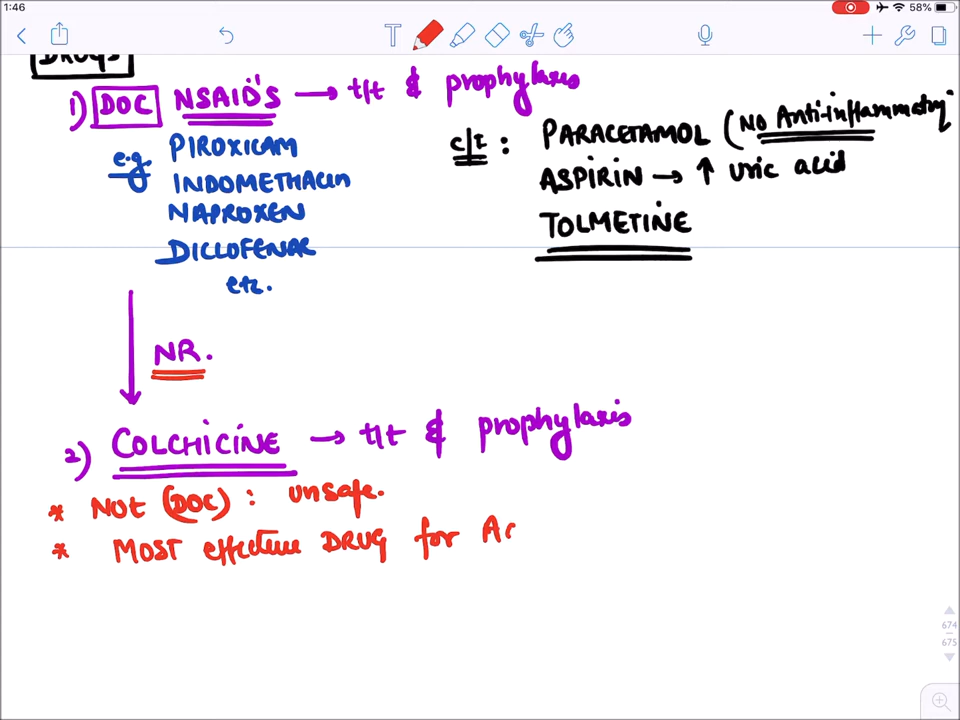 1:46
58%
T
DRUGS
1) DOC NSAID'S → t/t & prophylaxis
e.g. PIROXICAM
INDOMETHACIN
NAPROXEN
DICLOFENAC
etc.
c/I : PARACETAMOL (NO Anti-inflammatory)
ASPIRIN → ↑ uric acid
TOLMETINE
NR.
2) COLCHICINE → t/t & prophylaxis
* NOT (DOC) : unsafe.
* MOST effective DRUG for Ac
674
675